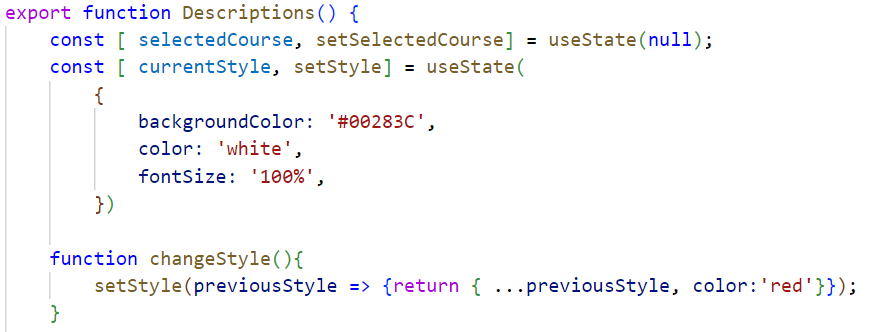 export function Descriptions() {
const [ selectedCourse, setSelectedCourse] = useState(null);
const [ currentStyle, setStyle] = useState(
{
backgroundColor: '#00283C',
color: 'white',
fontSize: '100%',
})
function changeStyle(){
setStyle(previousStyle => {return { ...previousStyle, color:'red'}});
}